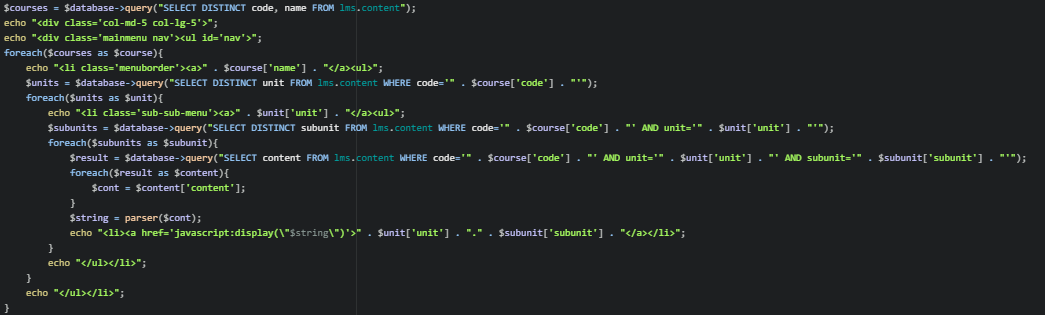 $courses = $database->query("SELECT DISTINCT code, name FROM lms.content");
echo "<div class='col-md-5 col-lg-5'>";
echo "<div class='mainmenu nav'><ul id='nav'>";
foreach($courses as $course){
echo "<li class='menuborder'><a>" . $course['name'] . "</a><ul>";
$units = $database->query("SELECT DISTINCT unit FROM lms.content WHERE code='" . $course['code'] . "'");
foreach($units as $unit){
echo "<li class='sub-sub-menu'><a>" . $unit['unit'] . "</a><ul>";
$subunits = $database->query("SELECT DISTINCT subunit FROM lms.content WHERE code='" . $course['code'] . "' AND unit='" . $unit['unit'] . "'");
foreach($subunits as $subunit){
$result = $database->query("SELECT content FROM lms.content WHERE code='" . $course['code'] . "' AND unit='" . $unit['unit'] . "' AND subunit='" . $subunit['subunit'] . "'");
foreach($result as $content){
$cont = $content['content'];
}
$string = parser($cont);
echo "<li><a href='javascript:display(\"$string\")'>" . $unit['unit'] . "." . $subunit['subunit'] . "</a></li>";
}
echo "</ul></li>";
}
echo "</ul></li>";
}